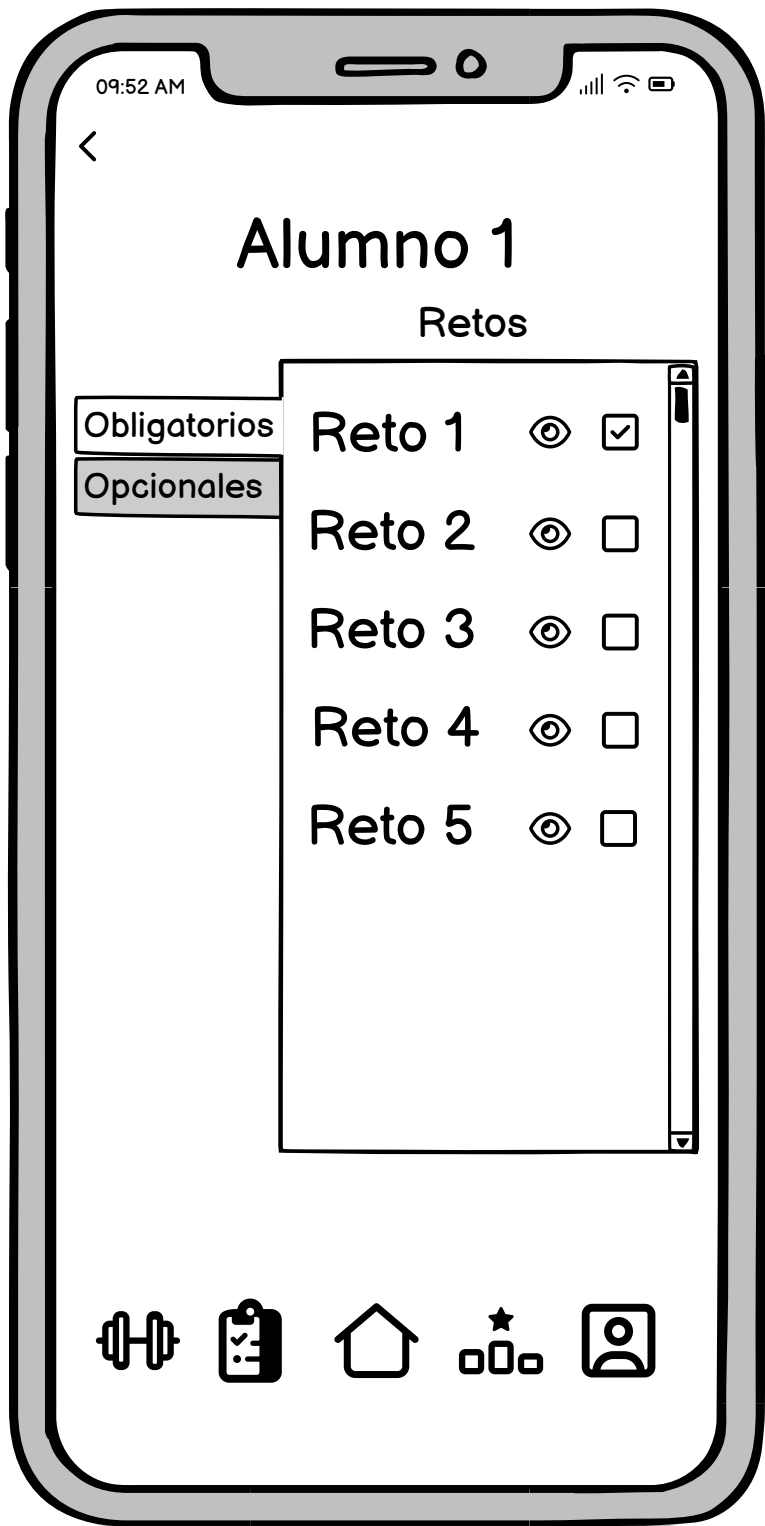 09:52 AM
Alumno 1
Retos
Obligatorios
Opcionales
Reto 1
Reto 2
Reto 3
Reto 4
Reto 5